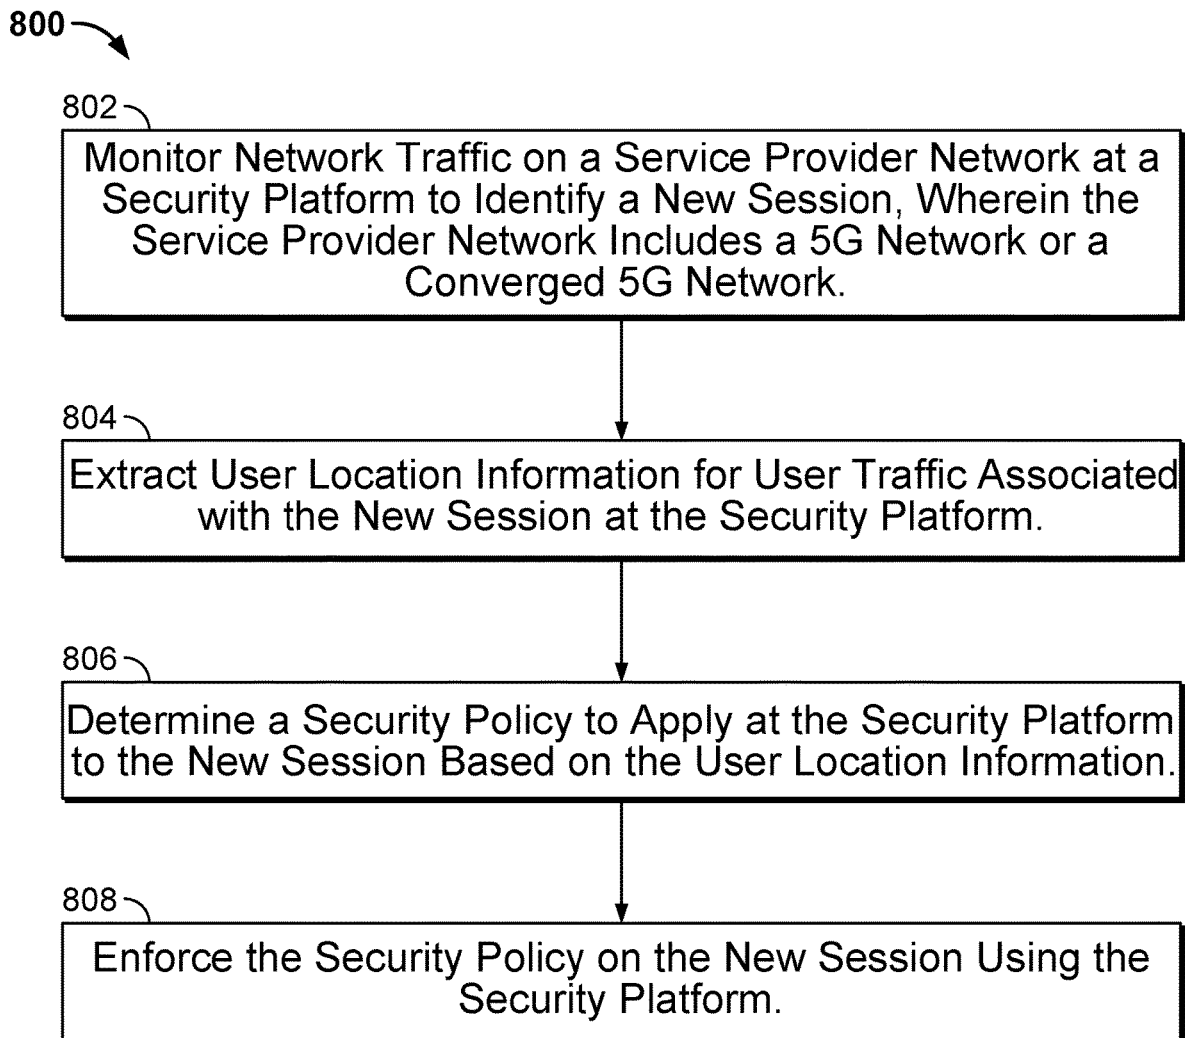 800
802
Monitor Network Traffic on a Service Provider Network at a
Security Platform to Identify a New Session, Wherein the
Service Provider Network Includes a 5G Network or a
Converged 5G Network.
804
Extract User Location Information for User Traffic Associated
with the New Session at the Security Platform.
806
Determine a Security Policy to Apply at the Security Platform
to the New Session Based on the User Location Information.
808
Enforce the Security Policy on the New Session Using the
Security Platform.